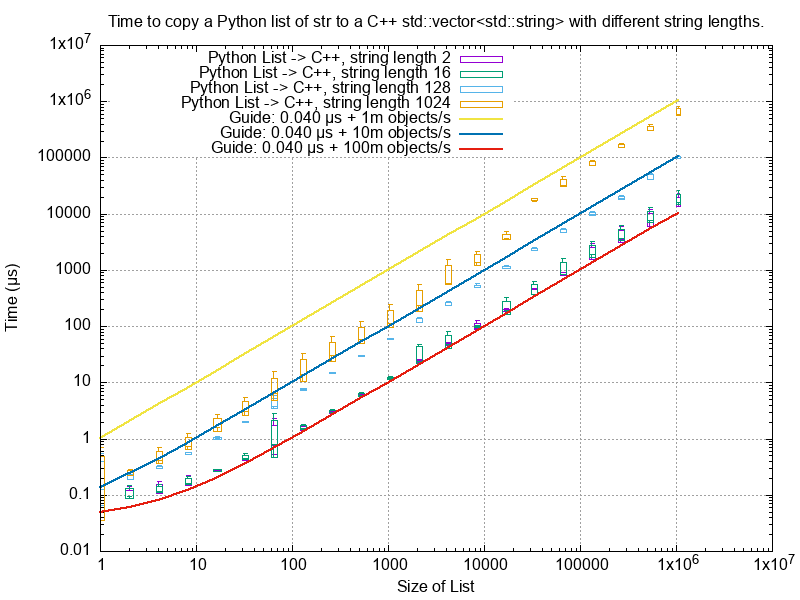 Time to copy a Python list of str to a C++ std::vector<std::string> with different string lengths.
1x10^7
Python List -> C++, string length 2
Python List -> C++, string length 16
Python List -> C++, string length 128
1x10^6
Python List -> C++, string length 1024
Guide: 0.040 µs + 1m objects/s
Guide: 0.040 µs + 10m objects/s
Guide: 0.040 µs + 100m objects/s
100000
10000
1000
Time (µs)
100
10
1
0.1
0.01
1 10 100 1000 10000 100000 1x10^6 1x10^7
Size of List